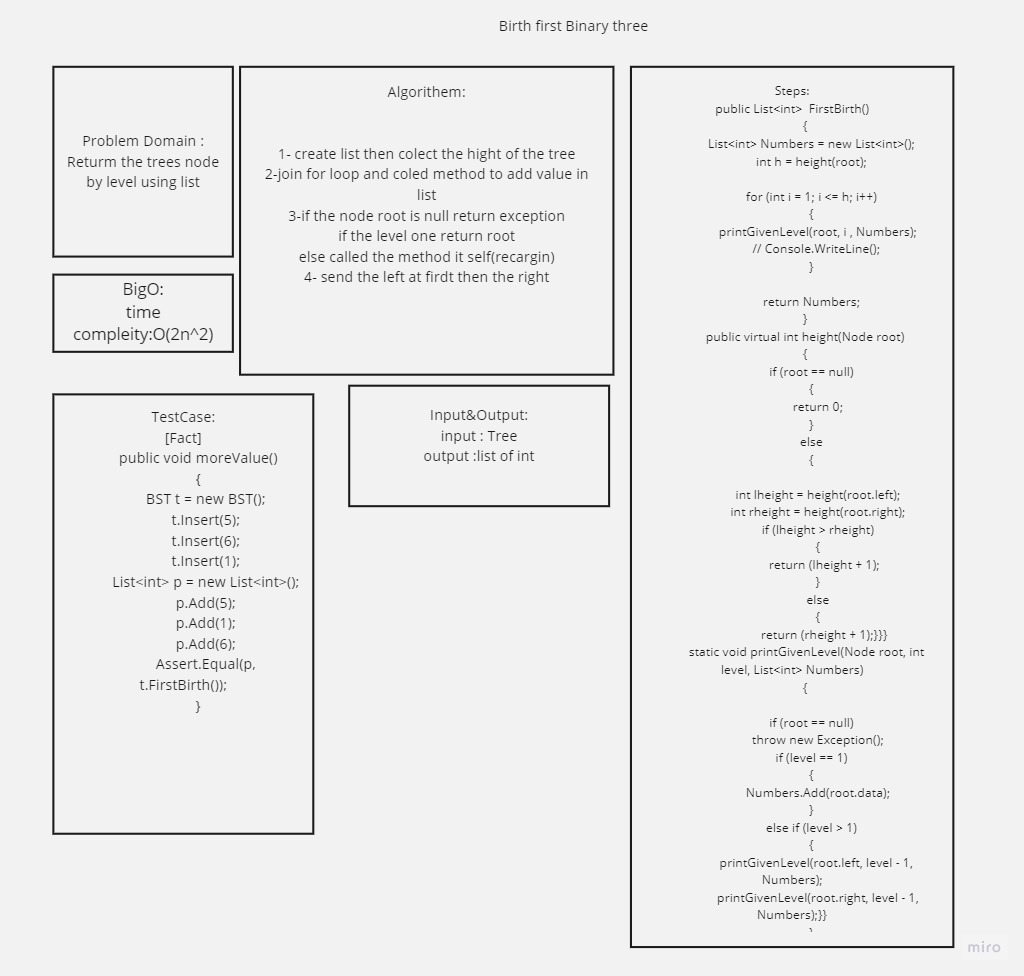 Birth first Binary three
Problem Domain :
Returm the trees node
by level using list
Algorithem:
1- create list then colect the hight of the tree
2-join for loop and coled method to add value in
list
3-if the node root is null return exception
if the level one return root
else called the method it self(recargin)
4- send the left at firdt then the right
BigO:
time
compleity:O(2n^2)
TestCase:
[Fact]
public void moreValue()
{
BST t = new BST();
t.Insert(5);
t.Insert(6);
t.Insert(1);
List<int> p = new List<int>();
p.Add(5);
p.Add(1);
p.Add(6);
Assert.Equal(p,
t.FirstBirth());
}
Input&Output:
input : Tree
output :list of int
Steps:
public List<int>  FirstBirth()
{
List<int> Numbers = new List<int>();
int h = height(root);
for (int i = 1; i <= h; i++)
{
printGivenLevel(root, i , Numbers);
// Console.WriteLine();
}
return Numbers;
}
public virtual int height(Node root)
{
if (root == null)
{
return 0;
}
else
{
int lheight = height(root.left);
int rheight = height(root.right);
if (lheight > rheight)
{
return (lheight + 1);
}
else
{
return (rheight + 1);}}}
static void printGivenLevel(Node root, int
level, List<int> Numbers)
{
if (root == null)
throw new Exception();
if (level == 1)
{
Numbers.Add(root.data);
}
else if (level > 1)
{
printGivenLevel(root.left, level - 1,
Numbers);
printGivenLevel(root.right, level - 1,
Numbers);}}
miro